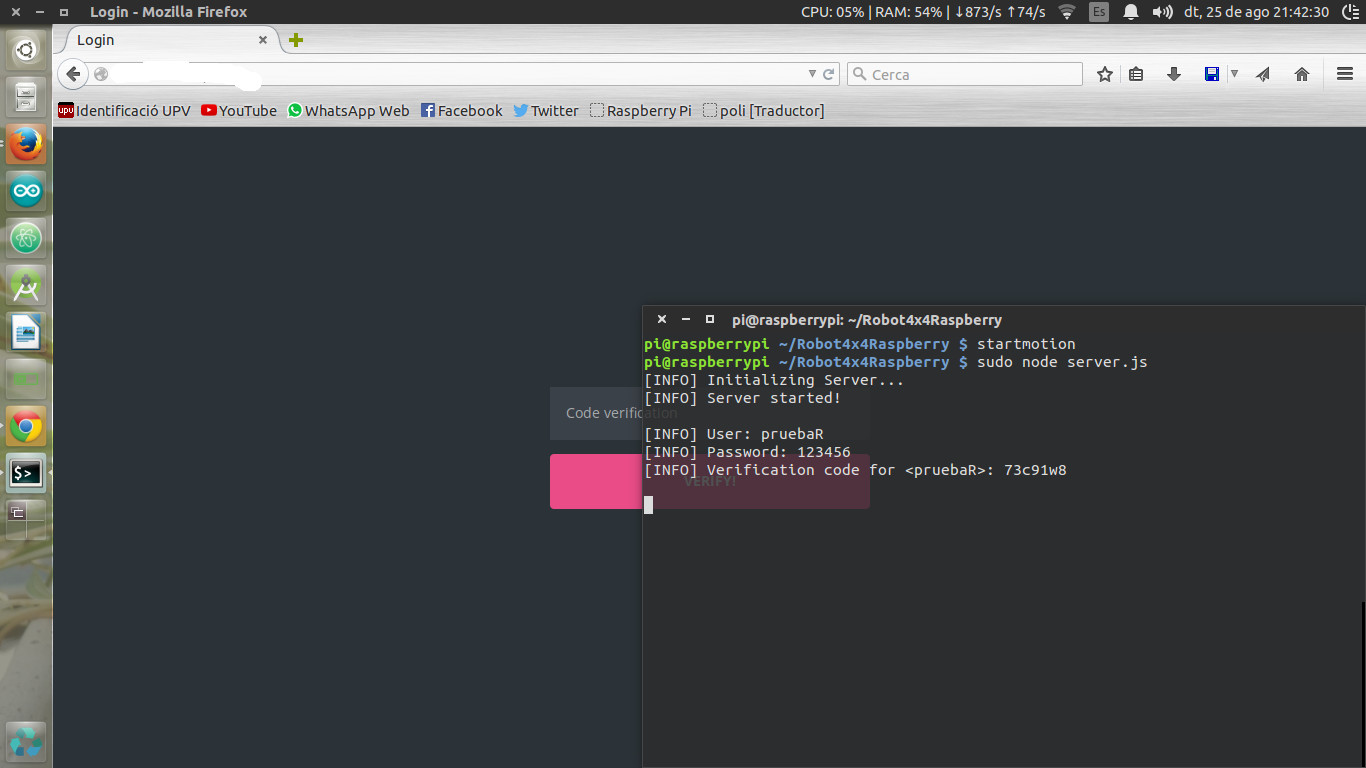 Login - Mozilla Firefox
CPU: 05% | RAM: 54% | ↓873/s ↑74/s
Es
dt, 25 de ago 21:42:30
Login
Cerca
upv Identificació UPV YouTube WhatsApp Web Facebook Twitter Raspberry Pi poli [Traductor]
pi@raspberrypi: ~/Robot4x4Raspberry
pi@raspberrypi ~/Robot4x4Raspberry $ startmotion
pi@raspberrypi ~/Robot4x4Raspberry $ sudo node server.js
[INFO] Initializing Server...
[INFO] Server started!
[INFO] User: pruebaR
[INFO] Password: 123456
[INFO] Verification code for <pruebaR>: 73c91w8
Code verification
VERIFY!
$>